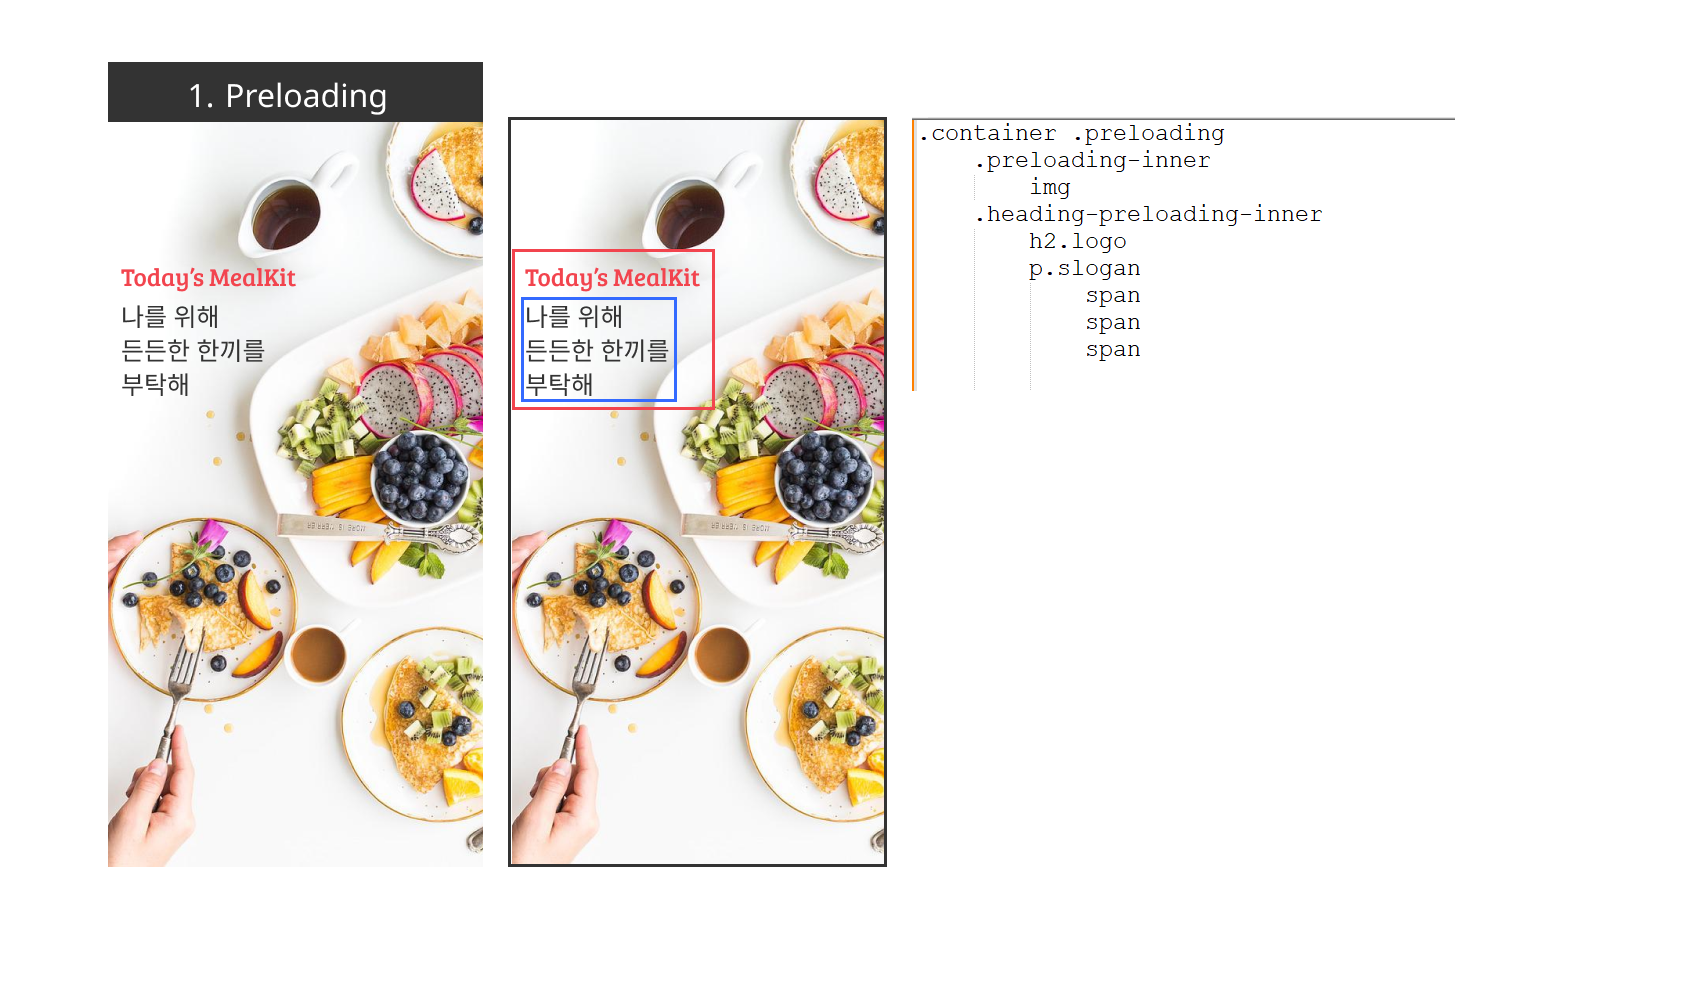 1. Preloading
Today's MealKit
나를 위해
든든한 한끼를
부탁해
Today's MealKit
나를 위해
든든한 한끼를
부탁해
.container .preloading
.preloading-inner
img
.heading-preloading-inner
h2.logo
p.slogan
span
span
span